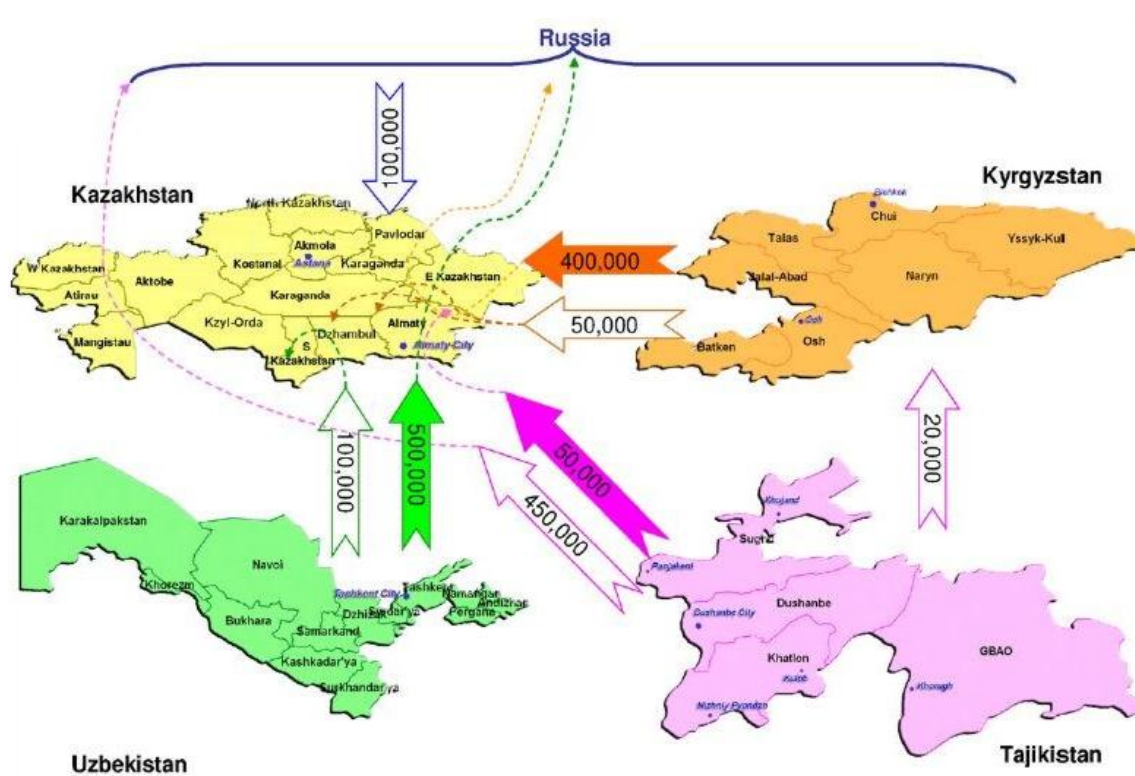 Russia
100,000
Kazakhstan
North Kazakhstan
Pavlodar
Akmola
Astana
Kostanai
Karaganda
E Kazakhstan
W Kazakhstan
Aktobe
Atirau
Karaganda
Kzyl-Orda
Mangistau
Dzhambul
Almaty
S
Kazakhstan
Almaty City
400,000
50,000
Kyrgyzstan
Bishkek
Chui
Talas
Yssyk-Kull
Jalal-Abad
Naryn
Osh
Osh
Batken
100,000
500,000
50,000
450,000
20,000
Karakalpakstan
Navoi
Khorezm
Bukhara
Tashkent City
Tashkent
Namangan
Andizhan
Fergana
Syrdar'ya
Dzhizak
Samarkand
Kashkadar'ya
Surkhandar'ya
Uzbekistan
Khujand
Sughd
Panjakent
Dushanbe
Dushanbe City
Khatlon
Kulob
Nizhniy Pyandzh
GBAO
Khorugh
Tajikistan